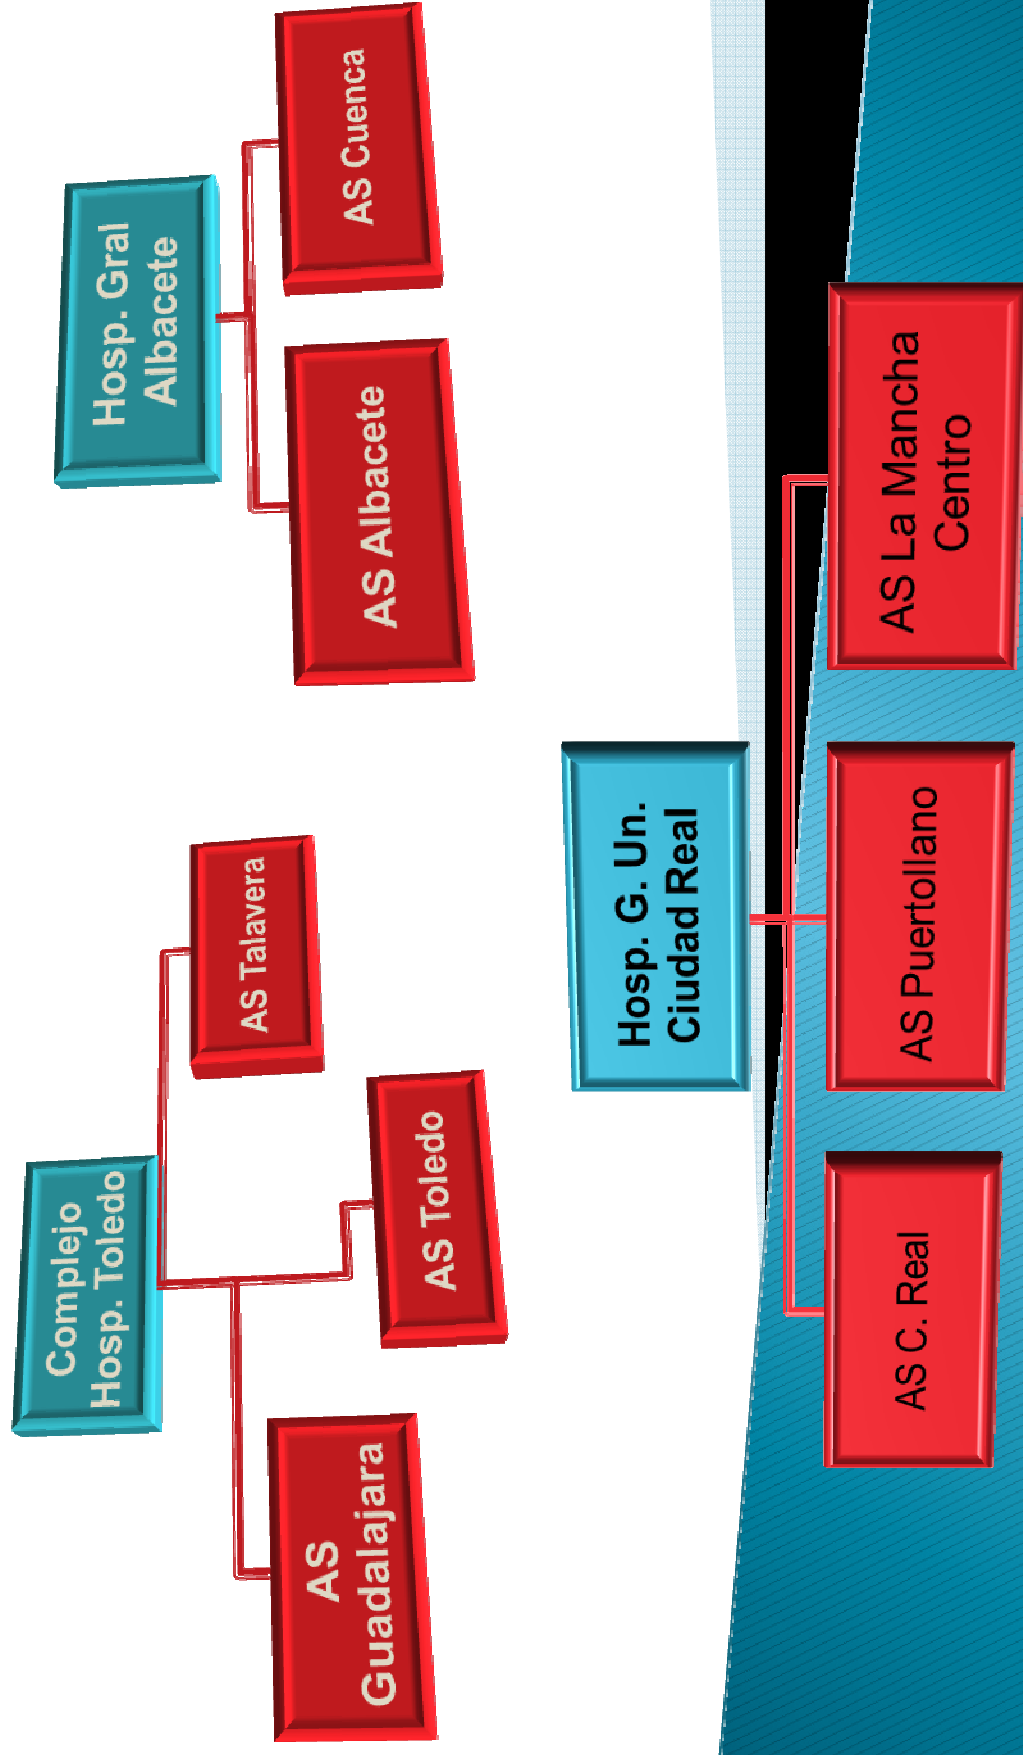 Complejo
Hosp. Toledo
AS
Guadalajara
AS Toledo
AS Talavera
Hosp. Gral
Albacete
AS Albacete
AS Cuenca
Hosp. G. Un.
Ciudad Real
AS C. Real
AS Puertollano
AS La Mancha
Centro